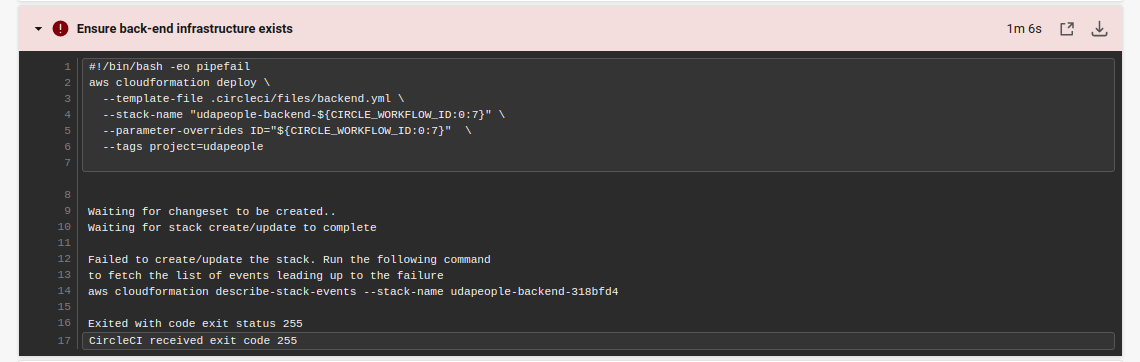 Ensure back-end infrastructure exists 1m 6s
1 #!/bin/bash -eo pipefail
2 aws cloudformation deploy \
3   --template-file .circleci/files/backend.yml \
4   --stack-name "udapeople-backend-${CIRCLE_WORKFLOW_ID:0:7}" \
5   --parameter-overrides ID="${CIRCLE_WORKFLOW_ID:0:7}"  \
6   --tags project=udapeople
7
8
9 Waiting for changeset to be created..
10 Waiting for stack create/update to complete
11
12 Failed to create/update the stack. Run the following command
13 to fetch the list of events leading up to the failure
14 aws cloudformation describe-stack-events --stack-name udapeople-backend-318bfd4
15
16 Exited with code exit status 255
17 CircleCI received exit code 255